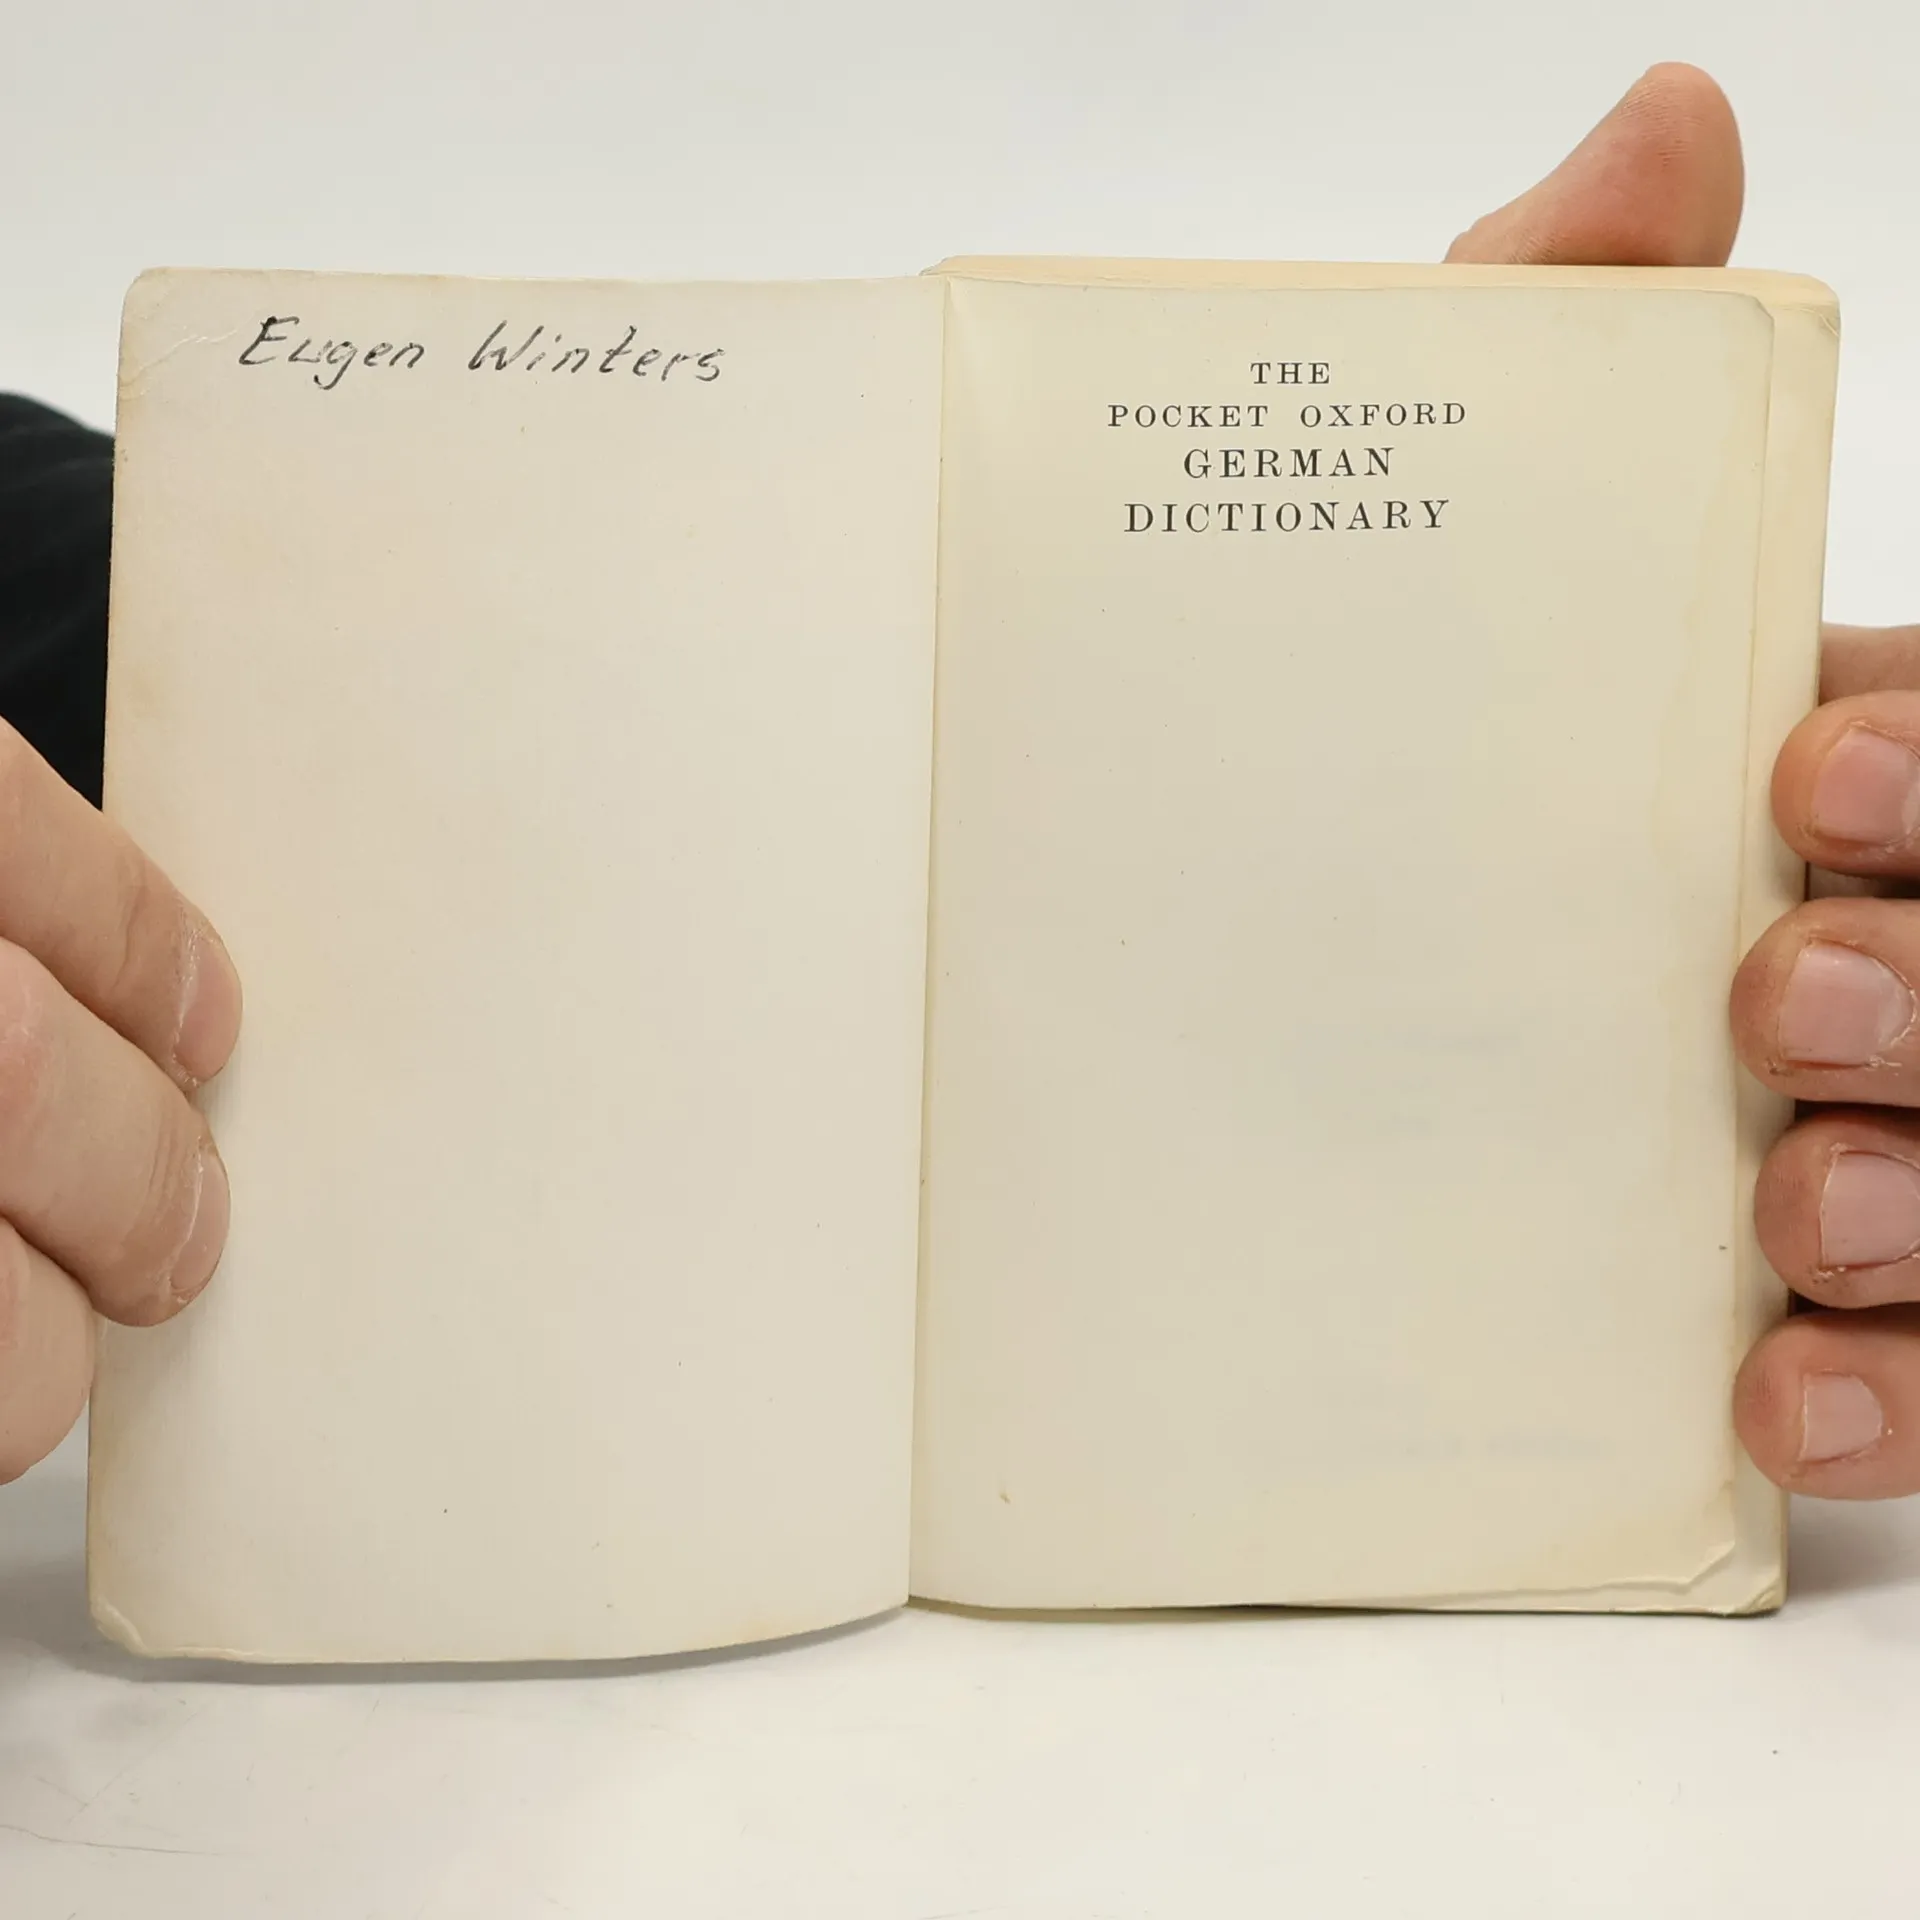 Eugen Winters
THE
POCKET OXFORD
GERMAN
DICTIONARY